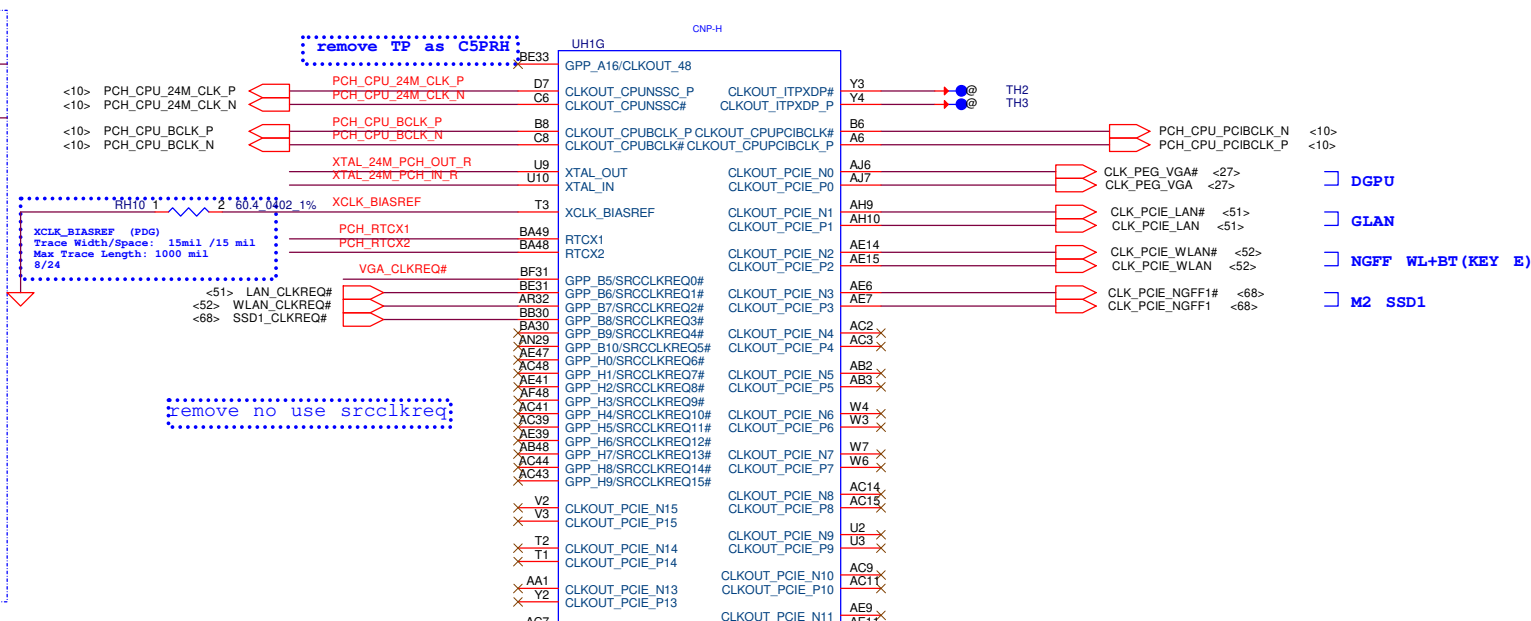 CNP-H
remove TP as C5PRH
UH1G
BE33
GPP_A16/CLKOUT_48
<10> PCH_CPU_24M_CLK_P
PCH_CPU_24M_CLK_P
D7
CLKOUT_CPUNSSC_P
CLKOUT_ITPXDP#
Y3
@
TH2
<10> PCH_CPU_24M_CLK_N
PCH_CPU_24M_CLK_N
C6
CLKOUT_CPUNSSC#
CLKOUT_ITPXDP_P
Y4
@
TH3
<10> PCH_CPU_BCLK_P
PCH_CPU_BCLK_P
B8
CLKOUT_CPUBCLK_P
CLKOUT_CPUPCIBCLK#
B6
PCH_CPU_PCIBCLK_N <10>
<10> PCH_CPU_BCLK_N
PCH_CPU_BCLK_N
C8
CLKOUT_CPUBCLK#
CLKOUT_CPUPCIBCLK_P
A6
PCH_CPU_PCIBCLK_P <10>
XTAL_24M_PCH_OUT_R
U9
XTAL_OUT
CLKOUT_PCIE_N0
AJ6
CLK_PEG_VGA# <27>
XTAL_24M_PCH_IN_R
U10
XTAL_IN
CLKOUT_PCIE_P0
AJ7
CLK_PEG_VGA <27>
DGPU
RH10 1 2 60.4_0402_1%
XCLK_BIASREF
T3
XCLK_BIASREF
CLKOUT_PCIE_N1
AH9
CLK_PCIE_LAN# <51>
CLKOUT_PCIE_P1
AH10
CLK_PCIE_LAN <51>
GLAN
XCLK_BIASREF (PDG)
Trace Width/Space: 15mil /15 mil
Max Trace Length: 1000 mil
8/24
PCH_RTCX1
BA49
RTCX1
PCH_RTCX2
BA48
RTCX2
CLKOUT_PCIE_N2
AE14
CLK_PCIE_WLAN# <52>
CLKOUT_PCIE_P2
AE15
CLK_PCIE_WLAN <52>
NGFF WL+BT(KEY E)
VGA_CLKREQ#
BF31
GPP_B5/SRCCLKREQ0#
<51> LAN_CLKREQ#
BE31
GPP_B6/SRCCLKREQ1#
CLKOUT_PCIE_N3
AE6
CLK_PCIE_NGFF1# <68>
<52> WLAN_CLKREQ#
AR32
GPP_B7/SRCCLKREQ2#
CLKOUT_PCIE_P3
AE7
CLK_PCIE_NGFF1 <68>
M2 SSD1
<68> SSD1_CLKREQ#
BB30
GPP_B8/SRCCLKREQ3#
BA30
GPP_B9/SRCCLKREQ4#
CLKOUT_PCIE_N4
AC2
AN29
GPP_B10/SRCCLKREQ5#
CLKOUT_PCIE_P4
AC3
AE47
GPP_H0/SRCCLKREQ6#
AC48
GPP_H1/SRCCLKREQ7#
CLKOUT_PCIE_N5
AB2
AE41
GPP_H2/SRCCLKREQ8#
CLKOUT_PCIE_P5
AB3
AF48
GPP_H3/SRCCLKREQ9#
remove no use srcclkreq
AC41
GPP_H4/SRCCLKREQ10#
CLKOUT_PCIE_N6
W4
AC39
GPP_H5/SRCCLKREQ11#
CLKOUT_PCIE_P6
W3
AE39
GPP_H6/SRCCLKREQ12#
AB48
GPP_H7/SRCCLKREQ13#
CLKOUT_PCIE_N7
W7
AC44
GPP_H8/SRCCLKREQ14#
CLKOUT_PCIE_P7
W6
AC43
GPP_H9/SRCCLKREQ15#
CLKOUT_PCIE_N8
AC14
V2
CLKOUT_PCIE_N15
CLKOUT_PCIE_P8
AC15
V3
CLKOUT_PCIE_P15
CLKOUT_PCIE_N9
U2
T2
CLKOUT_PCIE_N14
CLKOUT_PCIE_P9
U3
T1
CLKOUT_PCIE_P14
CLKOUT_PCIE_N10
AC9
AA1
CLKOUT_PCIE_N13
CLKOUT_PCIE_P10
AC11
Y2
CLKOUT_PCIE_P13
CLKOUT_PCIE_N11
AE9
AC7
AE11